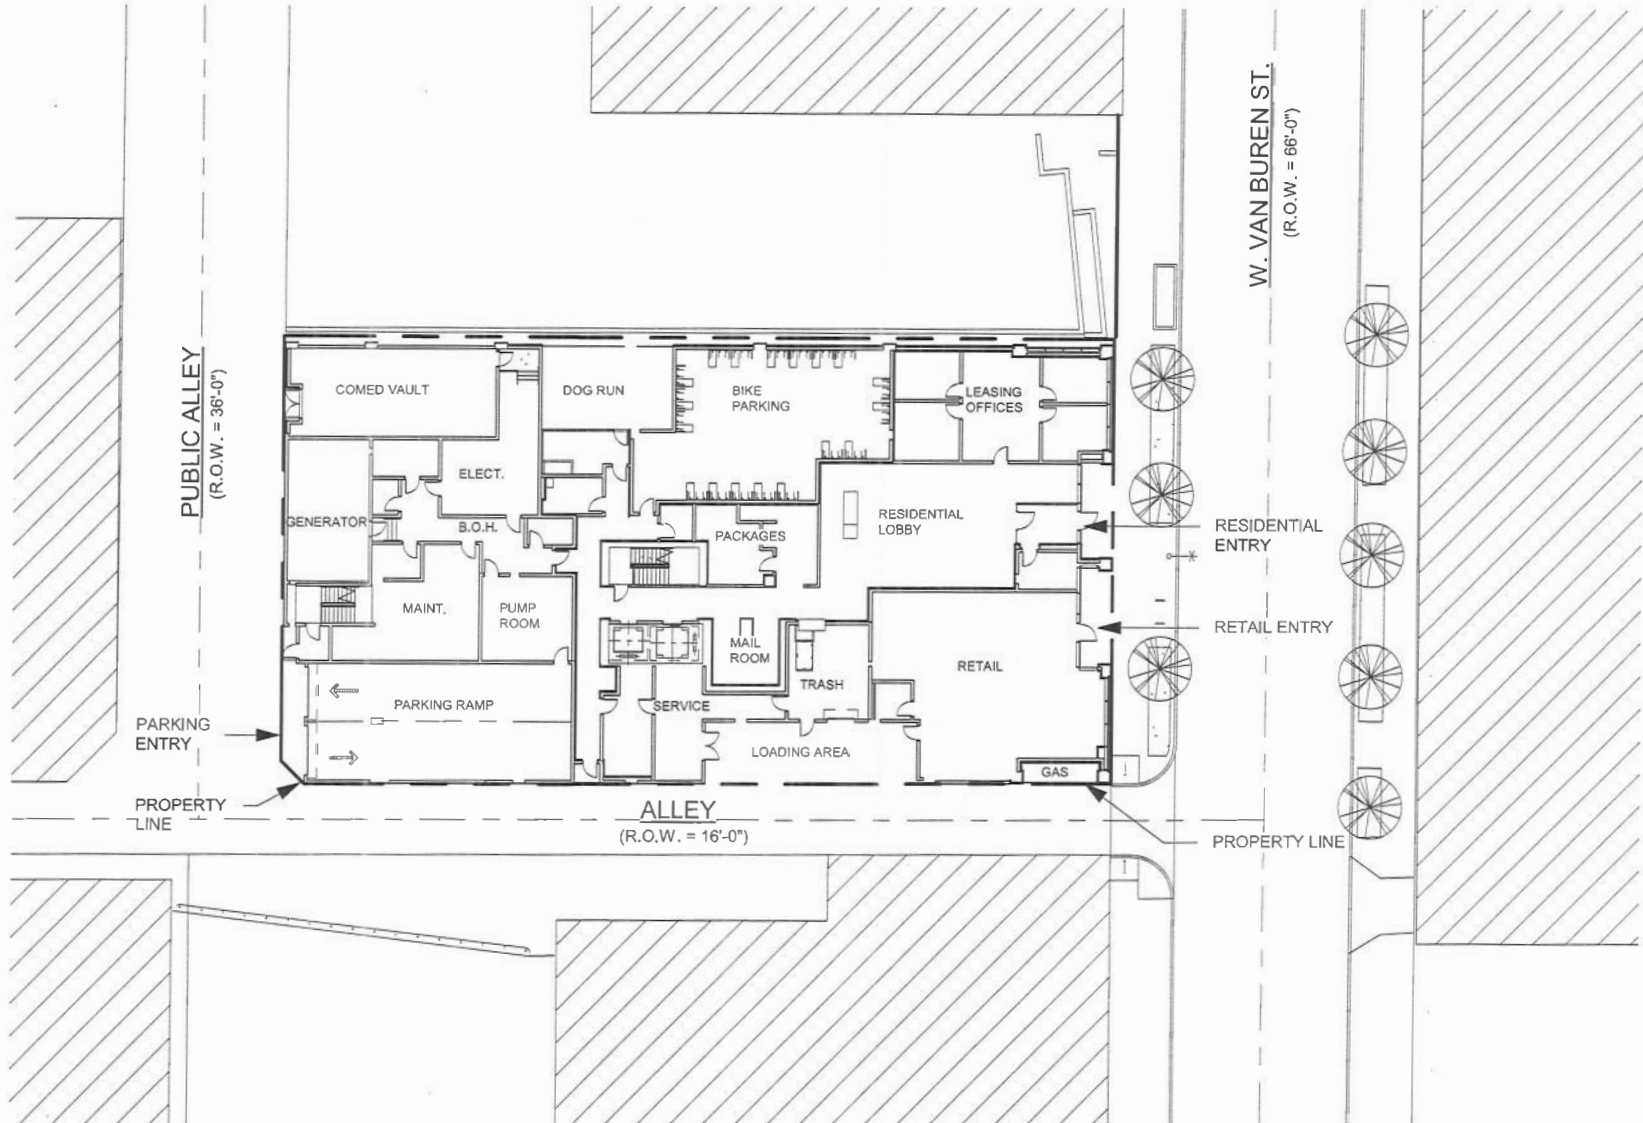 W. VAN BUREN ST.
(R.O.W. = 66'-0")
PUBLIC ALLEY
(R.O.W. = 36'-0")
COMED VAULT
DOG RUN
BIKE
PARKING
LEASING
OFFICES
ELECT.
GENERATOR
B.O.H.
PACKAGES
RESIDENTIAL
LOBBY
RESIDENTIAL
ENTRY
MAINT.
PUMP
ROOM
MAIL
ROOM
RETAIL ENTRY
RETAIL
TRASH
PARKING RAMP
SERVICE
PARKING
ENTRY
LOADING AREA
GAS
PROPERTY
LINE
ALLEY
(R.O.W. = 16'-0")
PROPERTY LINE